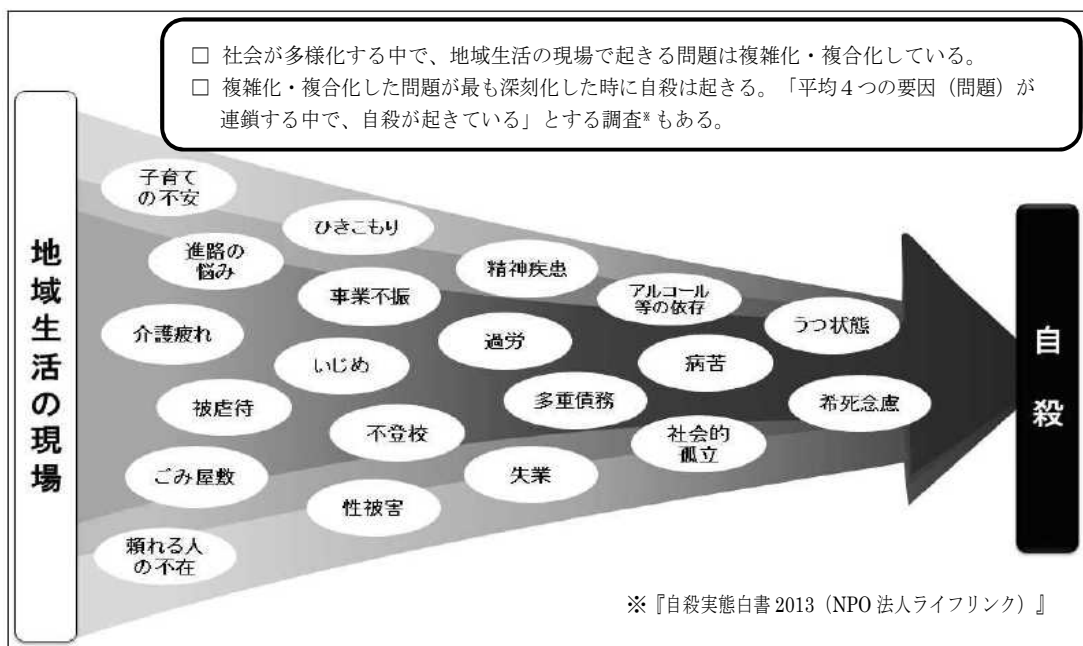 □ 社会が多様化する中で、地域生活の現場で起きる問題は複雑化・複合化している。
□ 複雑化・複合化した問題が最も深刻化した時に自殺は起きる。「平均４つの要因（問題）が
連鎖する中で、自殺が起きている」とする調査※もある。
地域生活の現場
子育て
の不安
進路の
悩み
介護疲れ
被虐待
ごみ屋敷
頼れる人
の不在
ひきこもり
事業不振
いじめ
不登校
性被害
精神疾患
過労
多重債務
失業
アルコール
等の依存
病苦
社会的
孤立
うつ状態
希死念慮
自殺
※『自殺実態白書 2013（NPO 法人ライフリンク）』